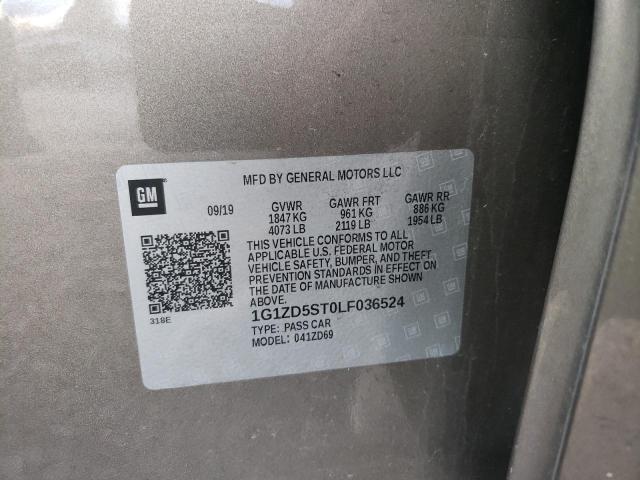 GM
MFD BY GENERAL MOTORS LLC
09/19
GVWR GAWR FRT GAWR RR
1847 KG 961 KG 886 KG
4073 LB 2119 LB 1954 LB
THIS VEHICLE CONFORMS TO ALL
APPLICABLE U.S. FEDERAL MOTOR
VEHICLE SAFETY, BUMPER, AND THEFT
PREVENTION STANDARDS IN EFFECT ON
THE DATE OF MANUFACTURE SHOWN
ABOVE.
318E
1G1ZD5ST0LF036524
TYPE: PASS CAR
MODEL: 041ZD69